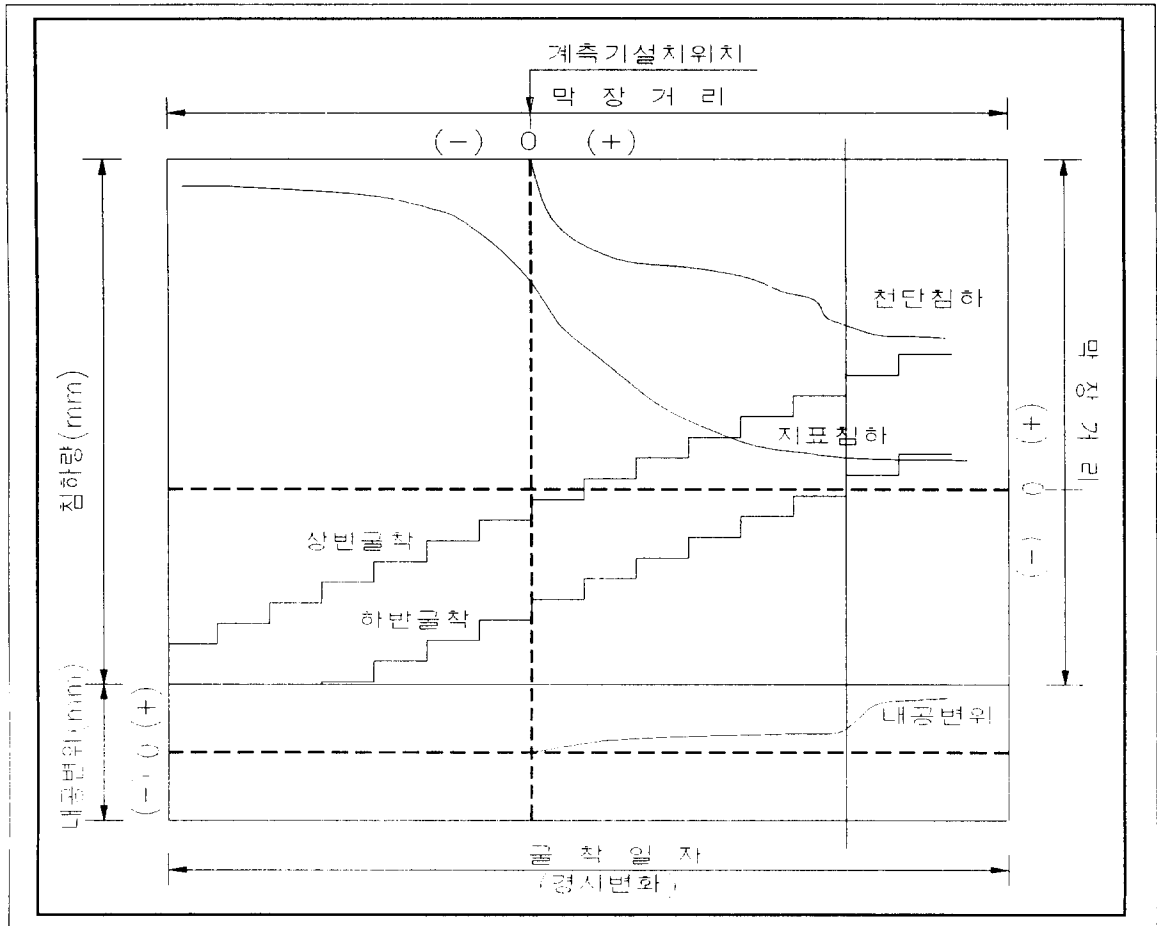 계측기설치위치
막 장 거 리
(-) 0 (+)
천단침하
지표침하
상반굴착
하반굴착
내공변위
침하량(mm)
내공변위(mm)
(-) 0 (+)
막 장 거 리
(-) 0 (+)
굴 착 일 자
(경시변화)